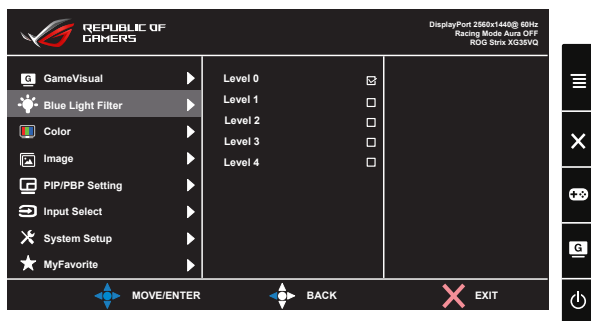 REPUBLIC OF
GAMERS
DisplayPort 2560x1440@ 60Hz
Racing Mode Aura OFF
ROG Strix XG35VQ
G GameVisual
Blue Light Filter
Color
Image
PIP/PBP Setting
Input Select
System Setup
MyFavorite
Level 0
Level 1
Level 2
Level 3
Level 4
MOVE/ENTER
BACK
EXIT
G